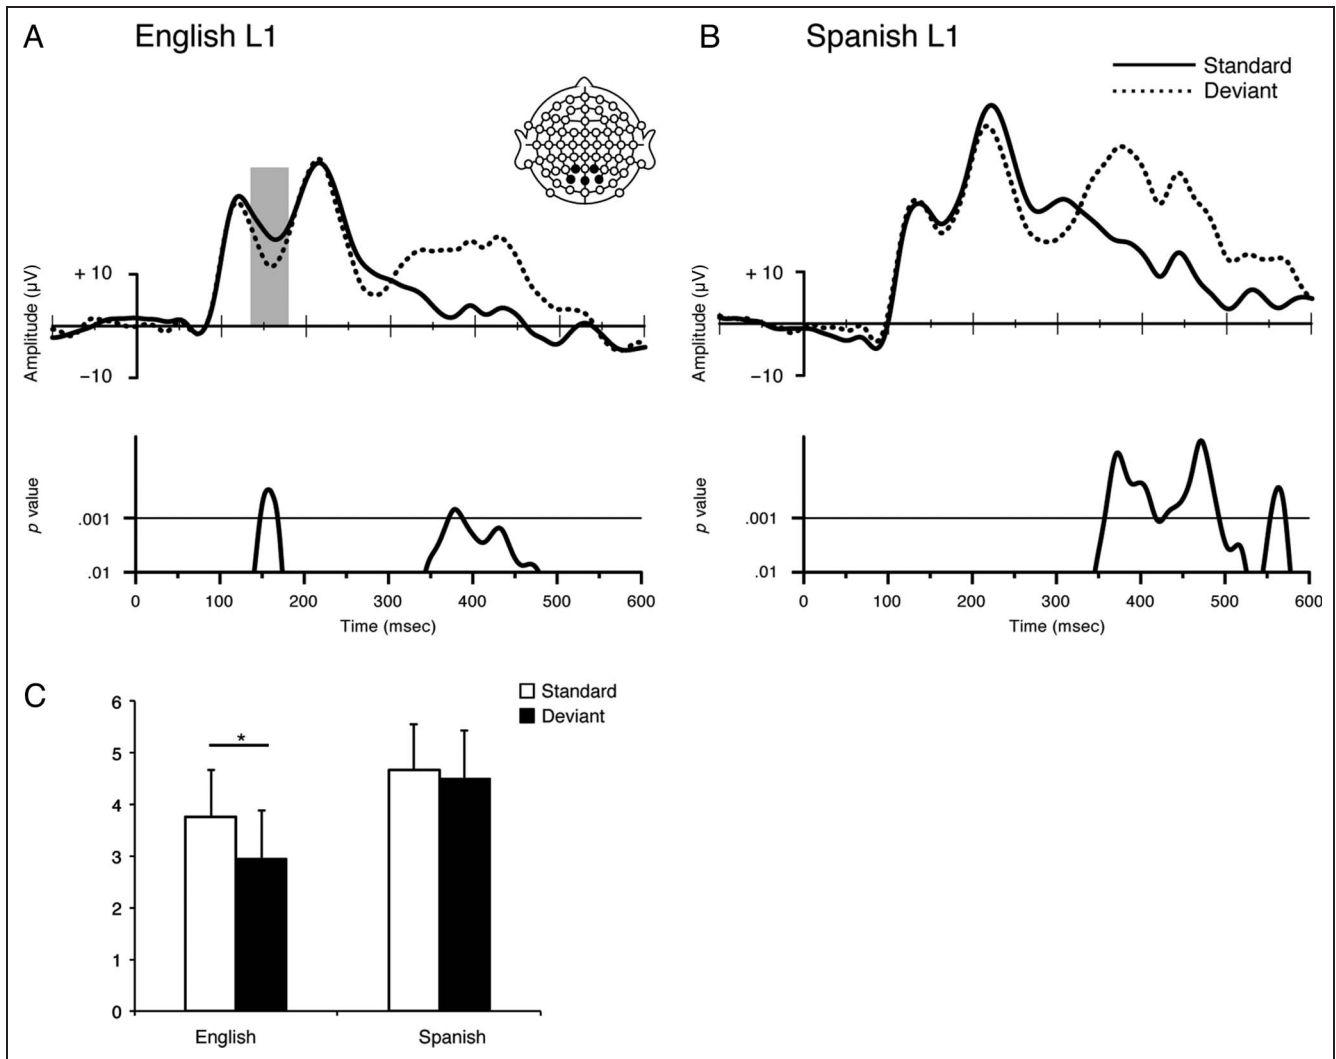 A English L1
B Spanish L1
Standard
Deviant
Amplitude (µV)
+ 10
−10
Amplitude (µV)
+ 10
−10
p value
.001
.01
0 100 200 300 400 500 600
Time (msec)
p value
.001
.01
0 100 200 300 400 500 600
Time (msec)
C
Standard
Deviant
6
5
4
3
2
1
0
*
English Spanish